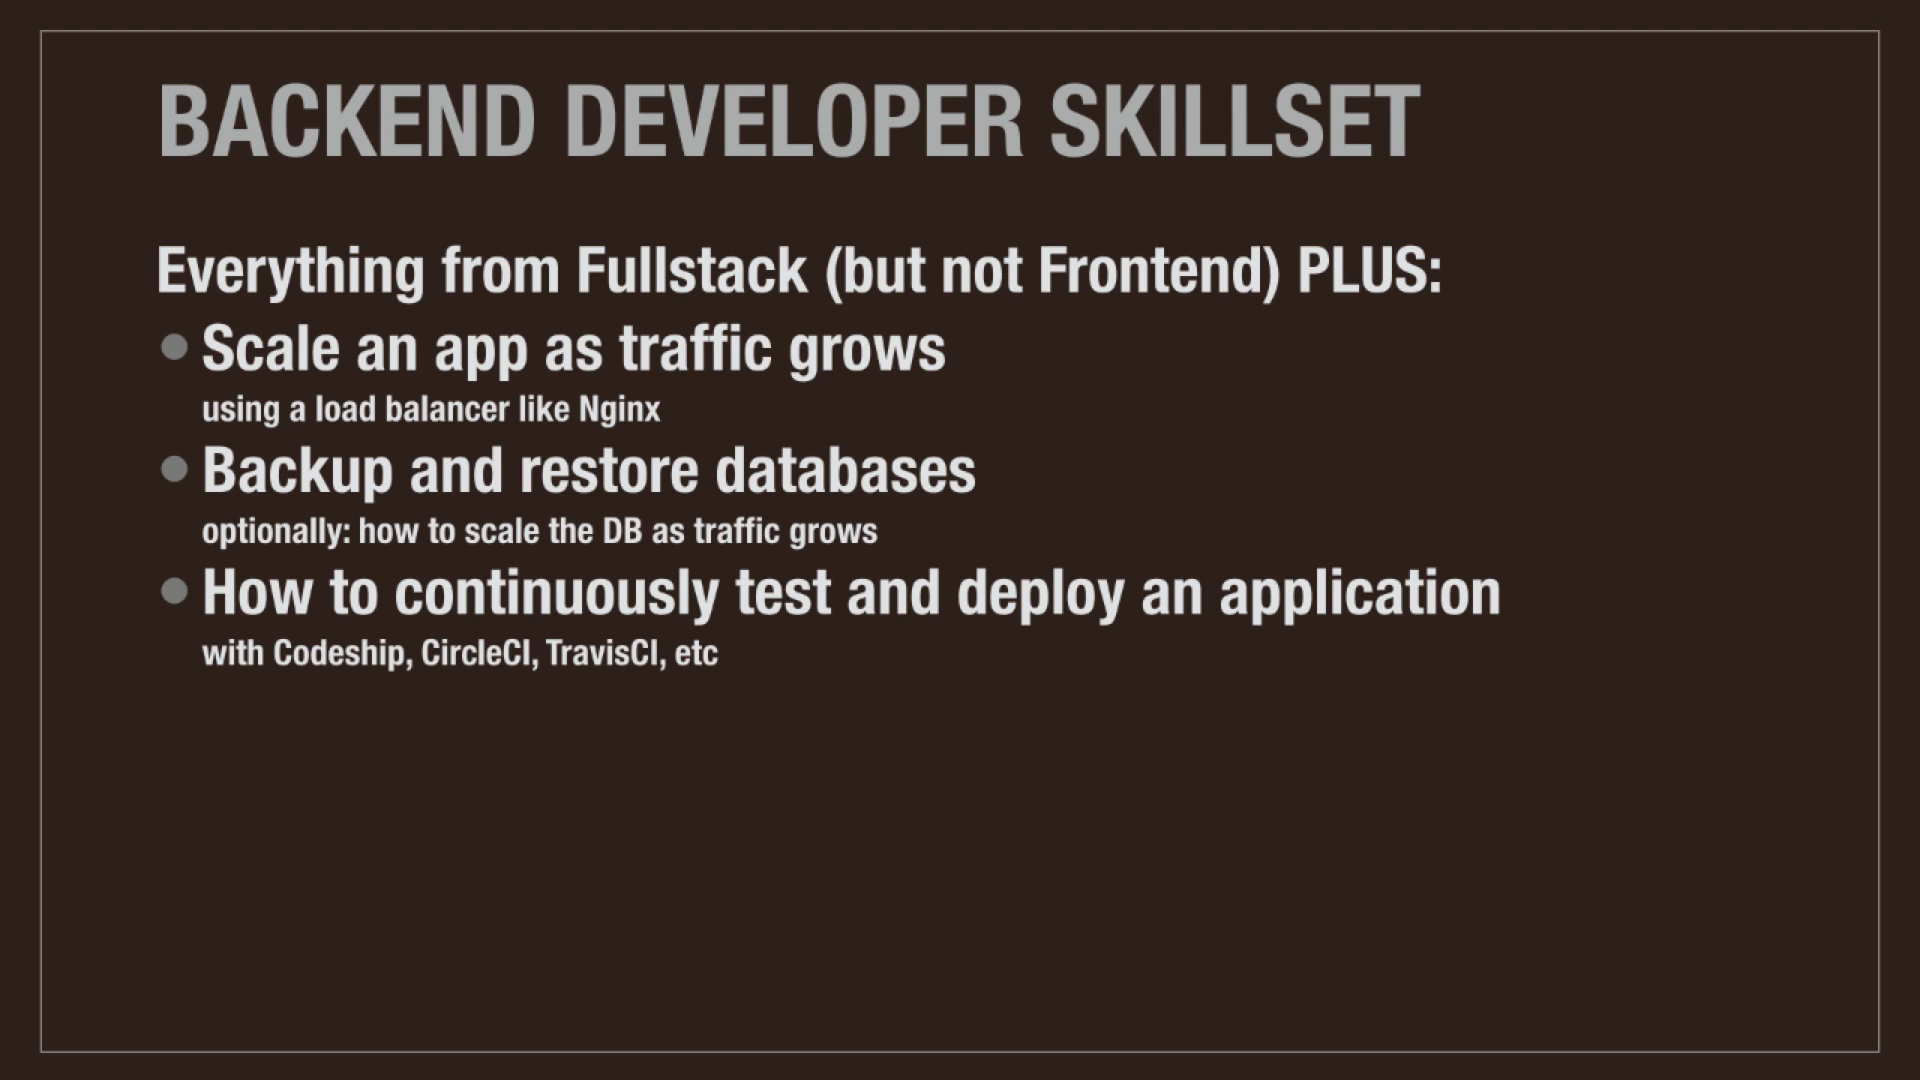 BACKEND DEVELOPER SKILLSET
Everything from Fullstack (but not Frontend) PLUS:
Scale an app as traffic grows
using a load balancer like Nginx
Backup and restore databases
optionally: how to scale the DB as traffic grows
How to continuously test and deploy an application
with Codeship, CircleCI, TravisCI, etc